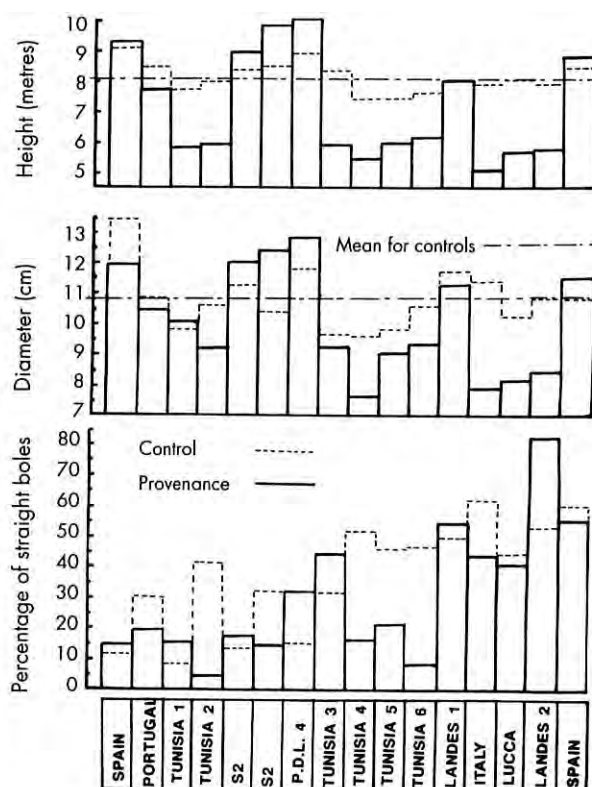 Height (metres)
10
9
8
7
6
5
Diameter (cm)
13
12
11
10
9
8
7
Mean for controls
Percentage of straight boles
80
70
60
50
40
30
20
10
0
Control
Provenance
SPAIN
PORTUGAL
TUNISIA 1
TUNISIA 2
S2
S2
P.D.L. 4
TUNISIA 3
TUNISIA 4
TUNISIA 5
TUNISIA 6
LANDES 1
ITALY
LUCCA
LANDES 2
SPAIN